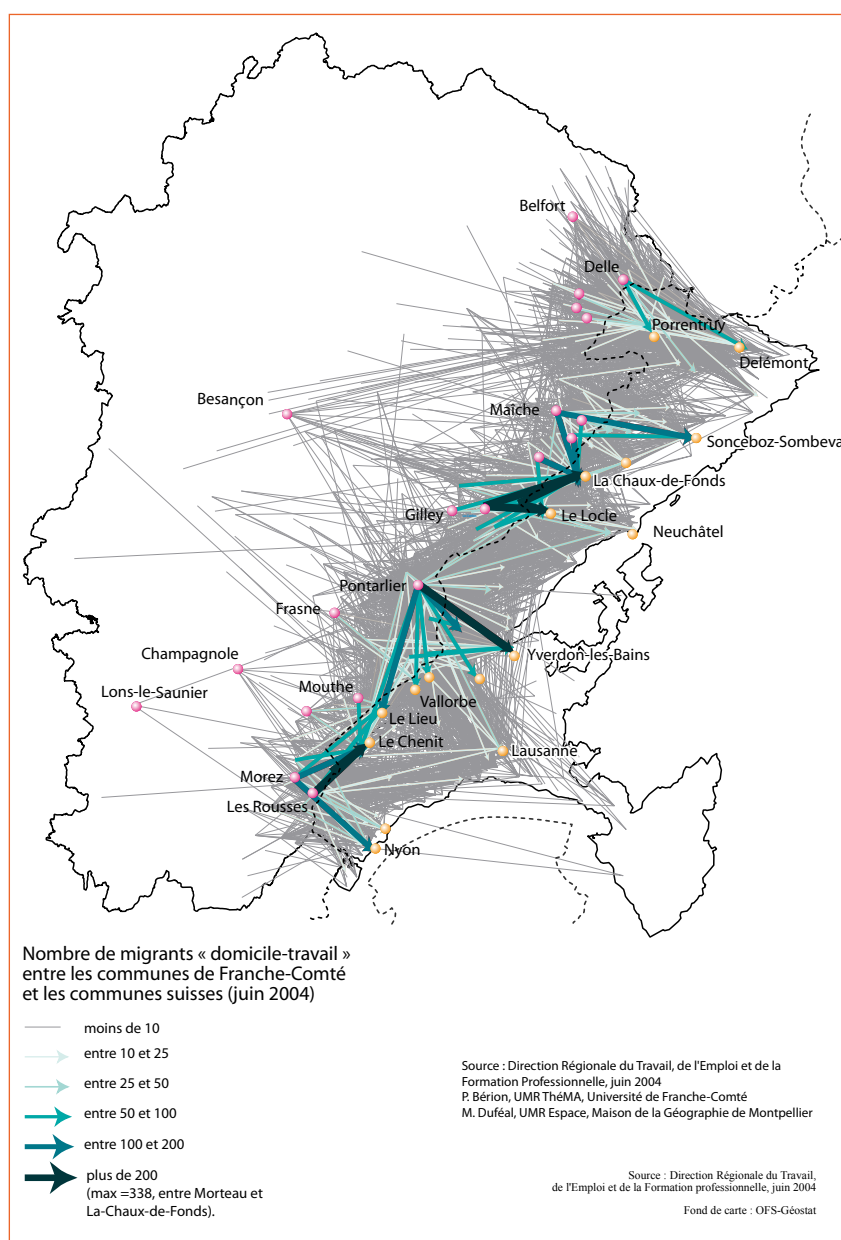 Belfort
Delle
Porrentruy
Delémont
Besançon
Maîche
Sonceboz-Sombeva
La Chaux-de-Fonds
Gilley
Le Locle
Neuchâtel
Pontarlier
Frasne
Yverdon-les-Bains
Champagnole
Mouthe
Lons-le-Saunier
Vallorbe
Le Lieu
Le Chenit
Lausanne
Morez
Les Rousses
Nyon
Nombre de migrants « domicile-travail »
entre les communes de Franche-Comté
et les communes suisses (juin 2004)
moins de 10
entre 10 et 25
entre 25 et 50
entre 50 et 100
entre 100 et 200
plus de 200
(max =338, entre Morteau et
La-Chaux-de-Fonds).
Source : Direction Régionale du Travail, de l'Emploi et de la
Formation Professionnelle, juin 2004
P. Bérion, UMR ThéMA, Université de Franche-Comté
M. Duféal, UMR Espace, Maison de la Géographie de Montpellier
Source : Direction Régionale du Travail,
de l'Emploi et de la Formation professionnelle, juin 2004
Fond de carte : OFS-Géostat